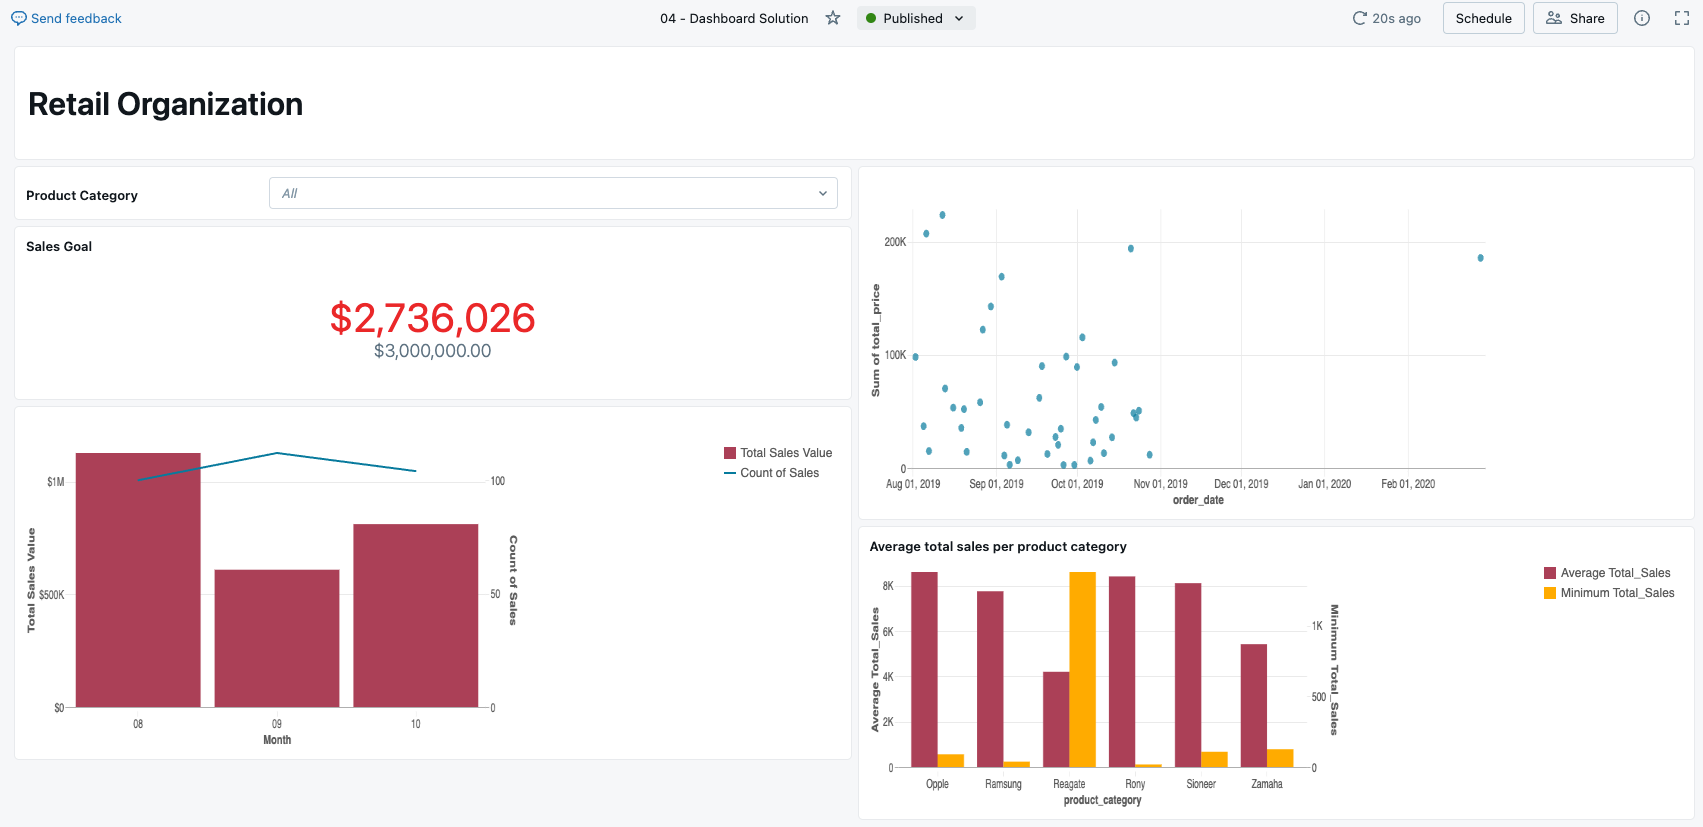 Send feedback
04 - Dashboard Solution
Published
20s ago
Schedule
Share
Retail Organization
Product Category
All
Sales Goal
$2,736,026
$3,000,000.00
Total Sales Value
Count of Sales
$1M
$500K
$0
100
50
0
Total Sales Value
Count of Sales
08 09 10
Month
200K
100K
0
Sum of total_price
Aug 01, 2019 Sep 01, 2019 Oct 01, 2019 Nov 01, 2019 Dec 01, 2019 Jan 01, 2020 Feb 01, 2020
order_date
Average total sales per product category
Average Total_Sales
Minimum Total_Sales
8K
6K
4K
2K
0
1K
500
0
Average Total_Sales
Minimum Total_Sales
Opple Ramsung Reagate Rony Sioneer Zamaha
product_category